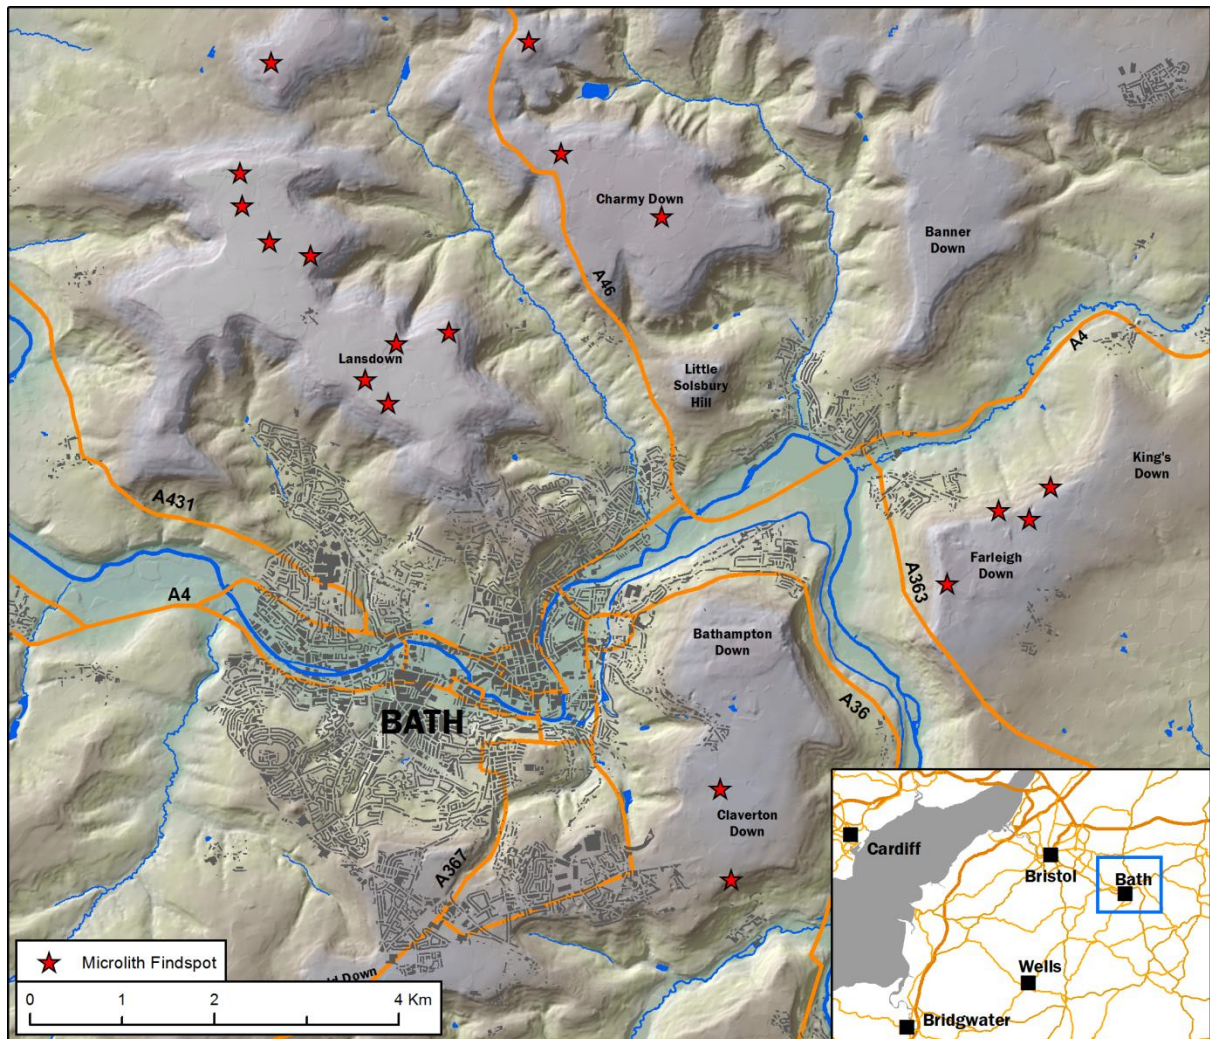 Charmy Down
Banner
Down
A46
A4
Lansdown
Little
Solsbury
Hill
King's
Down
A431
Farleigh
Down
A363
A4
Bathampton
Down
A36
BATH
Claverton
Down
A367
Down
Microlith Findspot
0 1 2 4 Km
Cardiff
Bristol
Bath
Wells
Bridgwater